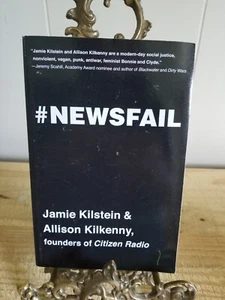 "Jamie Kilstein and Allison Kilkenny are a modern-day social justice,
nonviolent, vegan, punk, antiwar, feminist Bonnie and Clyde."
—Jeremy Scahill, Academy Award nominee and author of Blackwater and Dirty Wars
#NEWSFAIL
Jamie Kilstein &
Allison Kilkenny,
founders of Citizen Radio